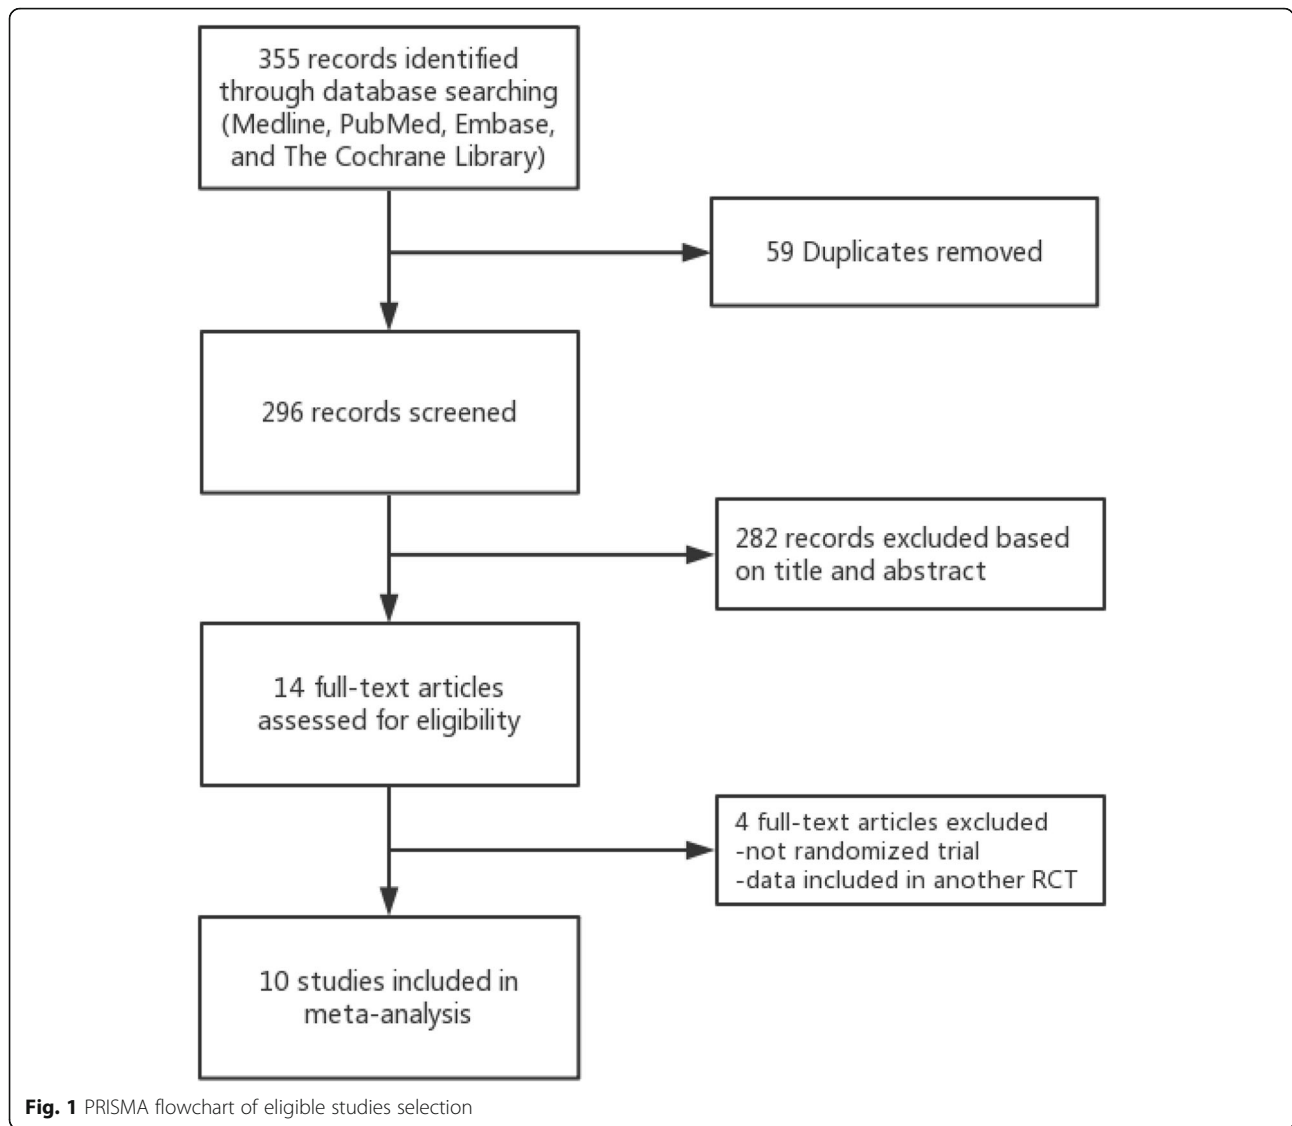 355 records identified
through database searching
(Medline, PubMed, Embase,
and The Cochrane Library)
59 Duplicates removed
296 records screened
282 records excluded based
on title and abstract
14 full-text articles
assessed for eligibility
4 full-text articles excluded
-not randomized trial
-data included in another RCT
10 studies included in
meta-analysis
Fig. 1 PRISMA flowchart of eligible studies selection